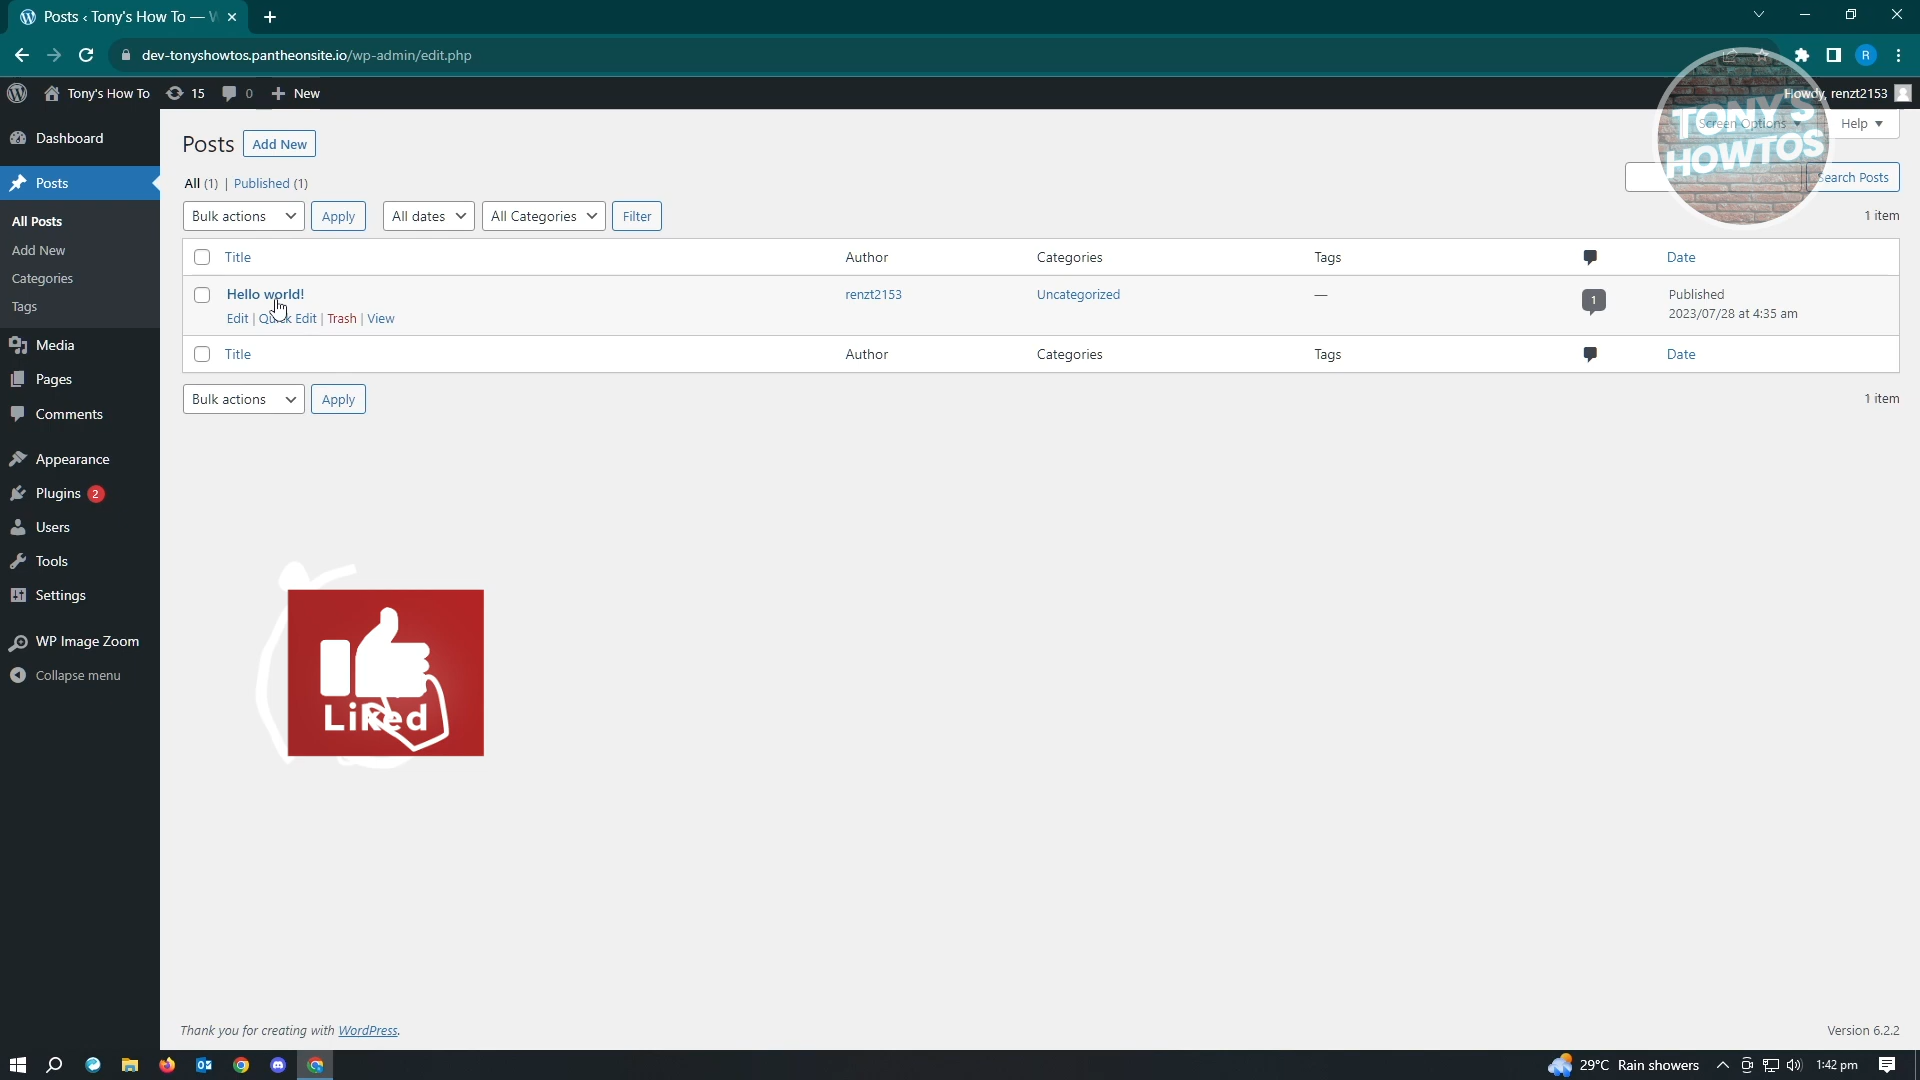 Posts ‹ Tony's How To — W
dev-tonyshowtos.pantheonsite.io/wp-admin/edit.php
R
Tony's How To 15 0 New
Howdy, renzt2153
Screen Options Help
TONY'S
HOWTOS
Dashboard
Posts
All Posts
Add New
Categories
Tags
Media
Pages
Comments
Appearance
Plugins 2
Users
Tools
Settings
WP Image Zoom
Collapse menu
Posts Add New
All (1) | Published (1)
Search Posts
Bulk actions Apply All dates All Categories Filter
1 item
Title Author Categories Tags Date
Hello world! renzt2153 Uncategorized — 1 Published
2023/07/28 at 4:35 am
Edit | Quick Edit | Trash | View
Title Author Categories Tags Date
Bulk actions Apply
1 item
Liked
Thank you for creating with WordPress.
Version 6.2.2
29°C Rain showers 1:42 pm